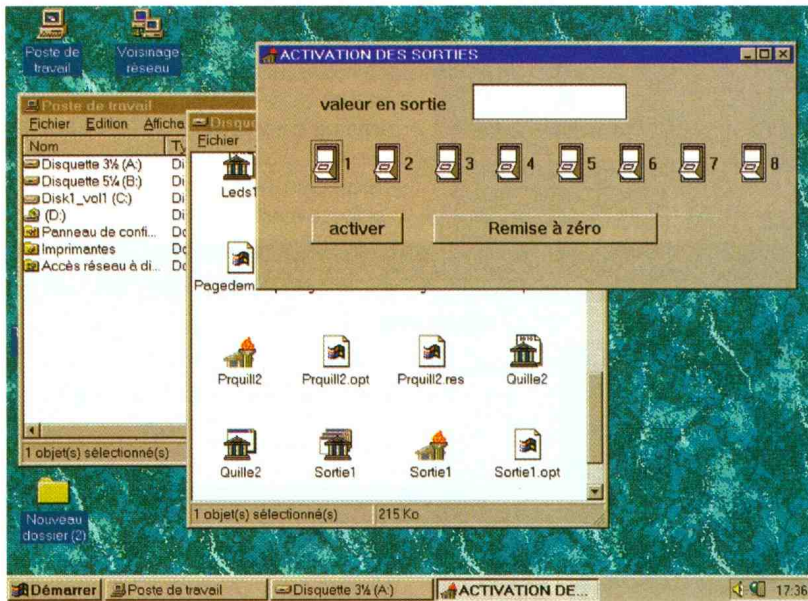 Poste de
travail
Voisinage
réseau
ACTIVATION DES SORTIES
valeur en sortie
1 2 3 4 5 6 7 8
activer
Remise à zéro
Poste de travail
Fichier Edition Afficha
Nom Ty
Disquette 3½ (A:) Di
Disquette 5¼ (B:) Di
Disk1_vol1 (C:) Di
(D:) Di
Panneau de confi... Do
Imprimantes Do
Accès réseau à di... Do
1 objet(s) sélectionné(s)
Disque
Fichier
Leds1
Pagedem
Prquill2
Prquill2.opt
Prquill2.res
Quille2
Quille2
Sortie1
Sortie1
Sortie1.opt
1 objet(s) sélectionné(s) 215 Ko
Nouveau
dossier (2)
Démarrer
Poste de travail
Disquette 3½ (A:)
ACTIVATION DE...
17:36